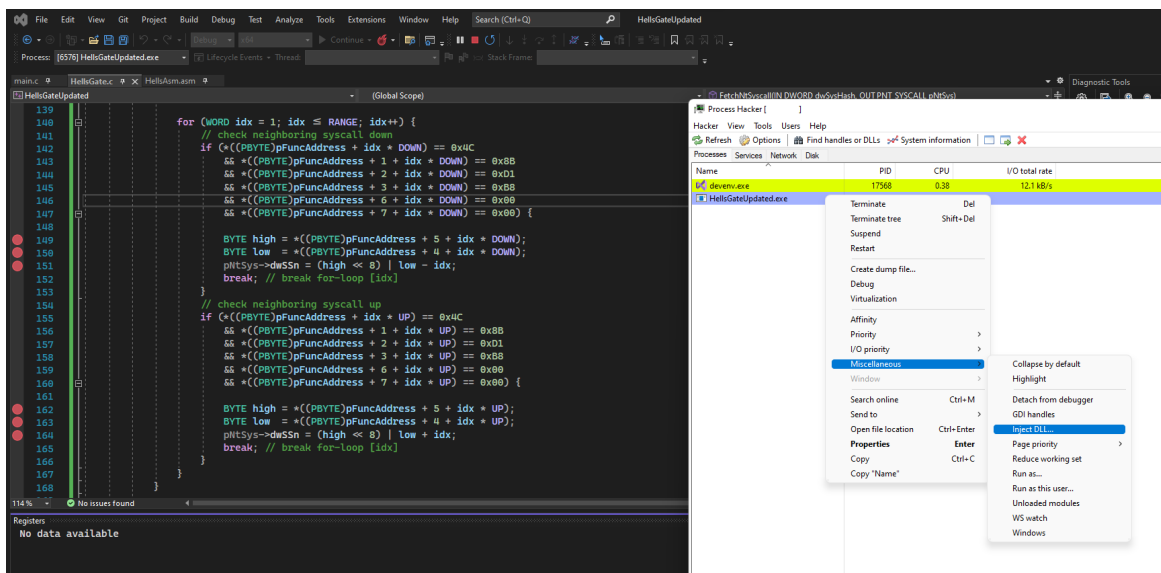 File Edit View Git Project Build Debug Test Analyze Tools Extensions Window Help Search (Ctrl+Q) HellsGateUpdated
Debug x64 Continue
Process: [6576] HellsGateUpdated.exe Lifecycle Events Thread: Stack Frame:
main.c HellsGate.c HellsAsm.asm
HellsGateUpdated (Global Scope) FetchNtSyscall(IN DWORD dwSysHash, OUT PNT_SYSCALL pNtSys)
Diagnostic Tools
139
140 for (WORD idx = 1; idx ≤ RANGE; idx++) {
141 // check neighboring syscall down
142 if (*((PBYTE)pFuncAddress + idx * DOWN) == 0x4C
143 && *((PBYTE)pFuncAddress + 1 + idx * DOWN) == 0x8B
144 && *((PBYTE)pFuncAddress + 2 + idx * DOWN) == 0xD1
145 && *((PBYTE)pFuncAddress + 3 + idx * DOWN) == 0xB8
146 && *((PBYTE)pFuncAddress + 6 + idx * DOWN) == 0x00
147 && *((PBYTE)pFuncAddress + 7 + idx * DOWN) == 0x00) {
148
149 BYTE high = *((PBYTE)pFuncAddress + 5 + idx * DOWN);
150 BYTE low = *((PBYTE)pFuncAddress + 4 + idx * DOWN);
151 pNtSys->dwSSn = (high << 8) | low - idx;
152 break; // break for-loop [idx]
153 }
154 // check neighboring syscall up
155 if (*((PBYTE)pFuncAddress + idx * UP) == 0x4C
156 && *((PBYTE)pFuncAddress + 1 + idx * UP) == 0x8B
157 && *((PBYTE)pFuncAddress + 2 + idx * UP) == 0xD1
158 && *((PBYTE)pFuncAddress + 3 + idx * UP) == 0xB8
159 && *((PBYTE)pFuncAddress + 6 + idx * UP) == 0x00
160 && *((PBYTE)pFuncAddress + 7 + idx * UP) == 0x00) {
161
162 BYTE high = *((PBYTE)pFuncAddress + 5 + idx * UP);
163 BYTE low = *((PBYTE)pFuncAddress + 4 + idx * UP);
164 pNtSys->dwSSn = (high << 8) | low + idx;
165 break; // break for-loop [idx]
166 }
167 }
168 }
114 % No issues found
Registers
No data available
Process Hacker [ ]
Hacker View Tools Users Help
Refresh Options Find handles or DLLs System information
Processes Services Network Disk
Name PID CPU I/O total rate
devenv.exe 17568 0.38 12.1 kB/s
HellsGateUpdated.exe
Terminate Del
Terminate tree Shift+Del
Suspend
Restart
Create dump file...
Debug
Virtualization
Affinity
Priority
I/O priority
Miscellaneous
Window
Search online Ctrl+M
Send to
Open file location Ctrl+Enter
Properties Enter
Copy Ctrl+C
Copy "Name"
Collapse by default
Highlight
Detach from debugger
GDI handles
Inject DLL...
Page priority
Reduce working set
Run as...
Run as this user...
Unloaded modules
WS watch
Windows